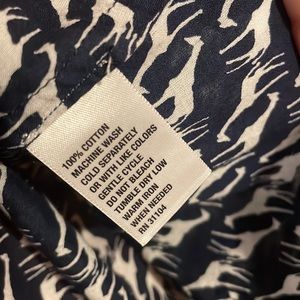 100% COTTON
MACHINE WASH
COLD SEPARATELY
OR WITH LIKE COLORS
GENTLE CYCLE
DO NOT BLEACH
TUMBLE DRY LOW
WARM IRON
WHEN NEEDED
RN 31104